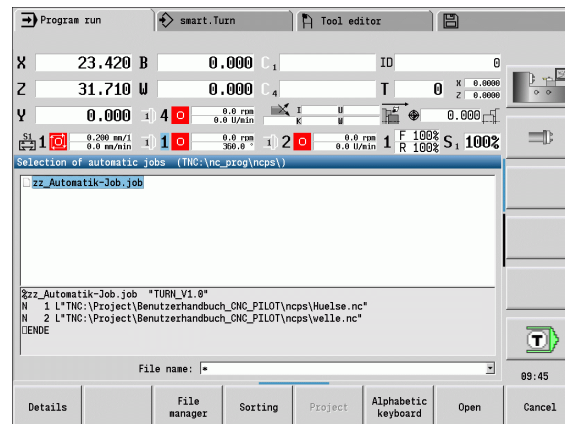 Program run
smart.Turn
Tool editor
X 23.420 B 0.000 C 1 ID 0
Z 31.710 W 0.000 C 4 T 0 X 0.0000 Z 0.0000
Y 0.000 1) 4 0.0 rpm 0.0 U/min I K U W 0.000
S1 1 0.200 mm/1 0.0 mm/min 1) 1 0.0 rpm 360.0 ° 1) 2 0.0 rpm 0.0 U/min 1 F 100% R 100% S1 100%
Selection of automatic jobs (TNC:\nc_prog\ncps\)
zz_Automatik-Job.job
%zz_Automatik-Job.job "TURN_V1.0"
N 1 L"TNC:\Project\Benutzerhandbuch_CNC_PILOT\ncps\Huelse.nc"
N 2 L"TNC:\Project\Benutzerhandbuch_CNC_PILOT\ncps\welle.nc"
ENDE
File name: *
T
09:45
Details
File manager
Sorting
Project
Alphabetic keyboard
Open
Cancel